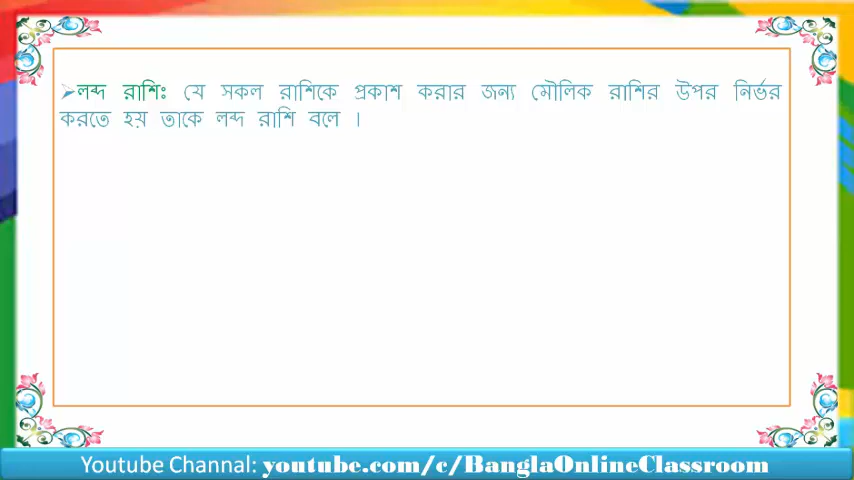 লব্দ রাশিঃ যে সকল রাশিকে প্রকাশ করার জন্য মৌলিক রাশির উপর নির্ভর
করতে হয় তাকে লব্দ রাশি বলে ।
Youtube Channal: youtube.com/c/BanglaOnlineClassroom